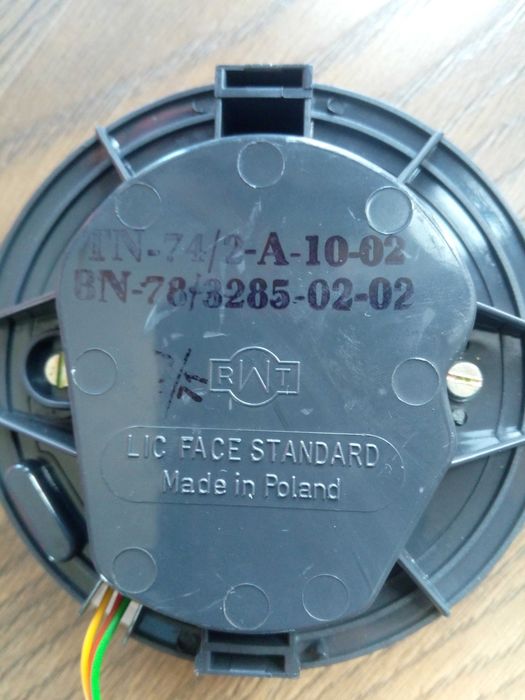 TN-74/2-A-10-02
BN-78/3285-02-02
RWT
LIC FACE STANDARD
Made in Poland